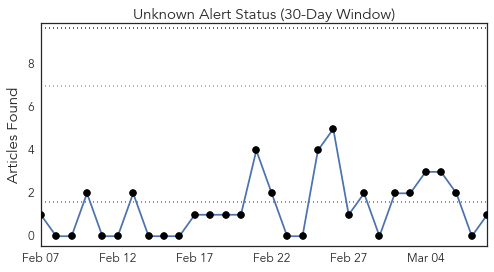 Unknown Alert Status (30-Day Window)
Articles Found
8
6
4
2
0
Feb 07 Feb 12 Feb 17 Feb 22 Feb 27 Mar 04